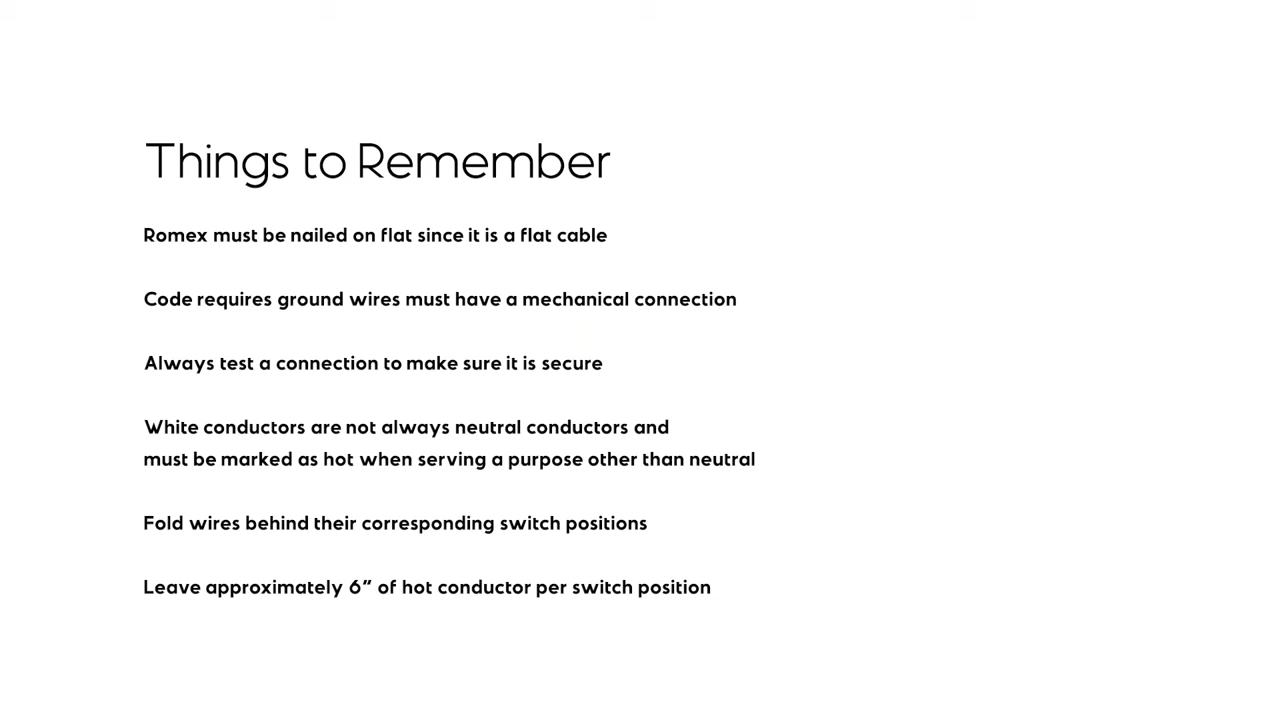 Things to Remember
Romex must be nailed on flat since it is a flat cable
Code requires ground wires must have a mechanical connection
Always test a connection to make sure it is secure
White conductors are not always neutral conductors and
must be marked as hot when serving a purpose other than neutral
Fold wires behind their corresponding switch positions
Leave approximately 6” of hot conductor per switch position